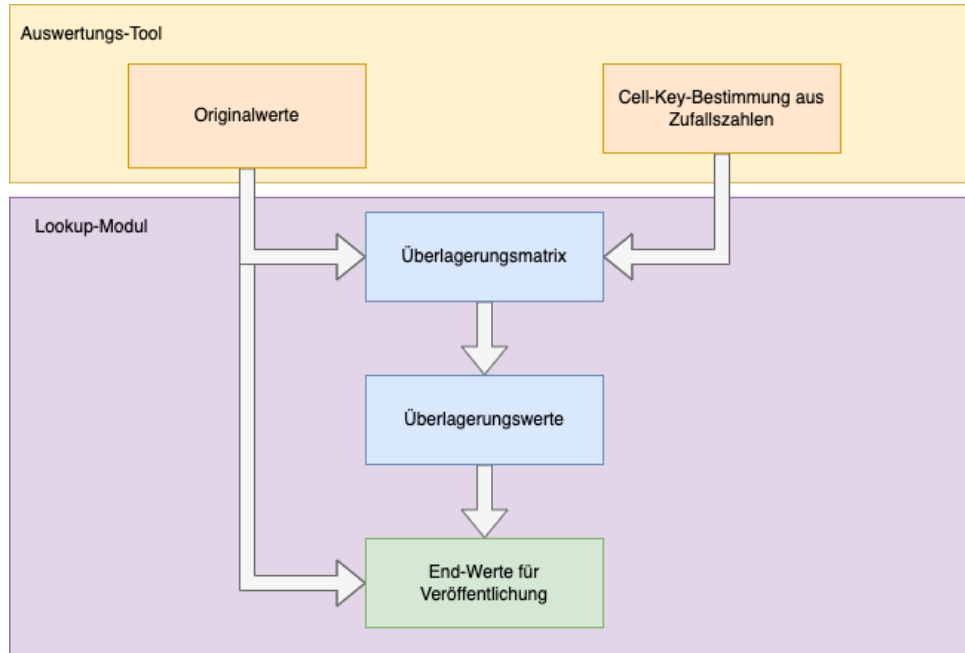 Auswertungs-Tool
Originalwerte
Cell-Key-Bestimmung aus
Zufallszahlen
Lookup-Modul
Überlagerungsmatrix
Überlagerungswerte
End-Werte für
Veröffentlichung